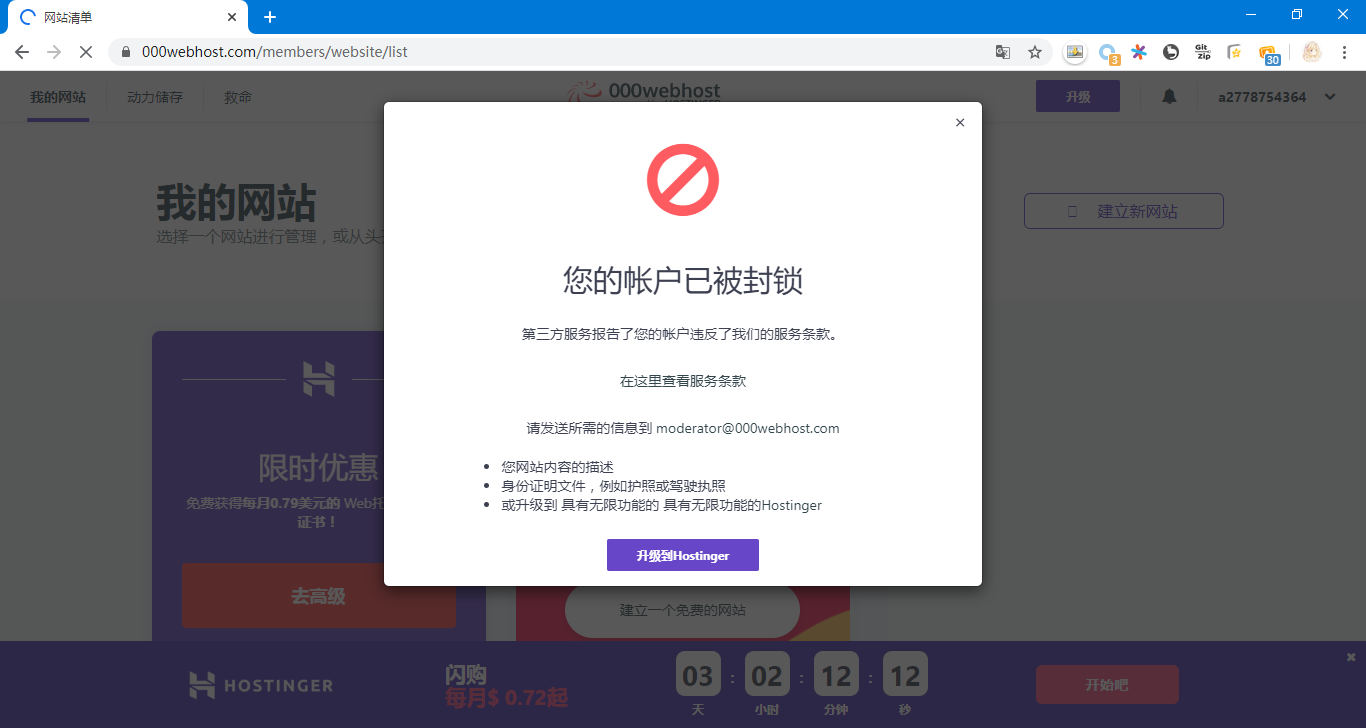 网站清单
000webhost.com/members/website/list
Git
zip
3
30
我的网站
动力储存
救命
000webhost
升级
a2778754364
我的网站
选择一个网站进行管理，或从头
建立新网站
您的帐户已被封锁
第三方服务报告了您的帐户违反了我们的服务条款。
在这里查看服务条款
请发送所需的信息到 moderator@000webhost.com
您网站内容的描述
身份证明文件，例如护照或驾驶执照
或升级到 具有无限功能的 具有无限功能的Hostinger
升级到Hostinger
限时优惠
免费获得每月0.79美元的 Web托
证书！
去高级
建立一个免费的网站
HOSTINGER
闪购
每月$ 0.72起
03 : 02 : 12 : 12
天 小时 分钟 秒
开始吧